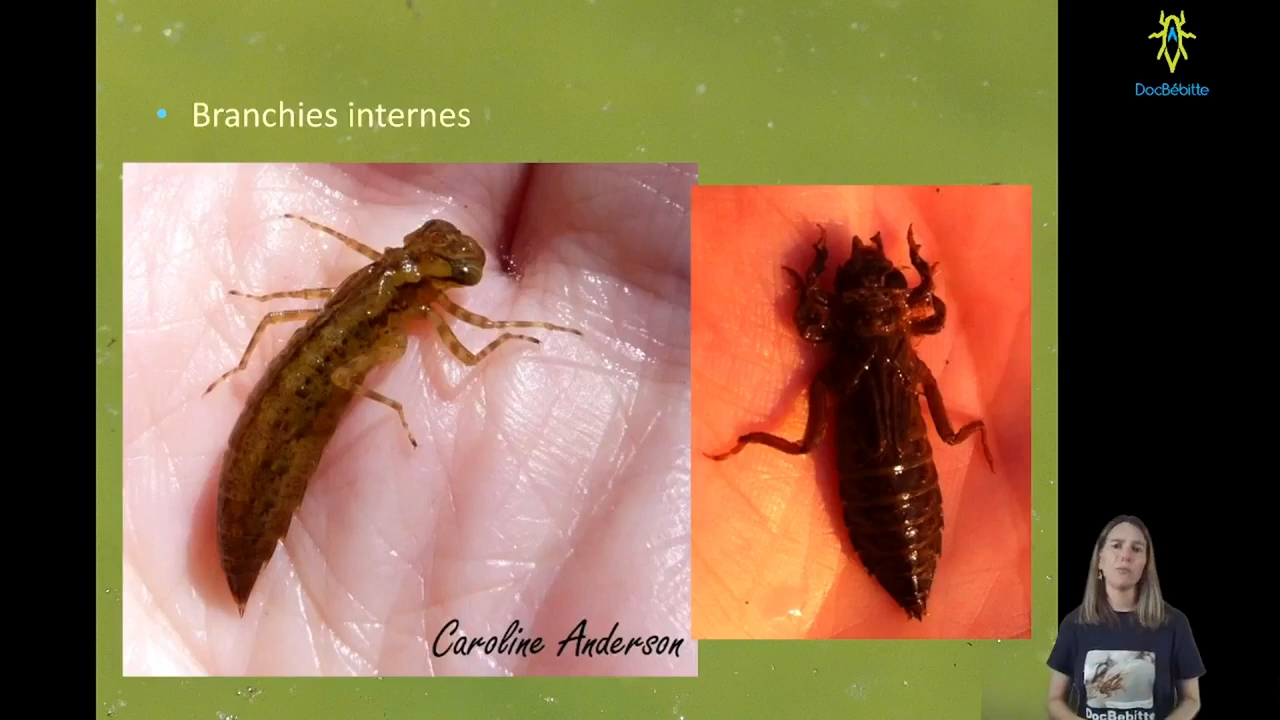 DocBébitte
Branchies internes
Caroline Anderson
DocBébitte